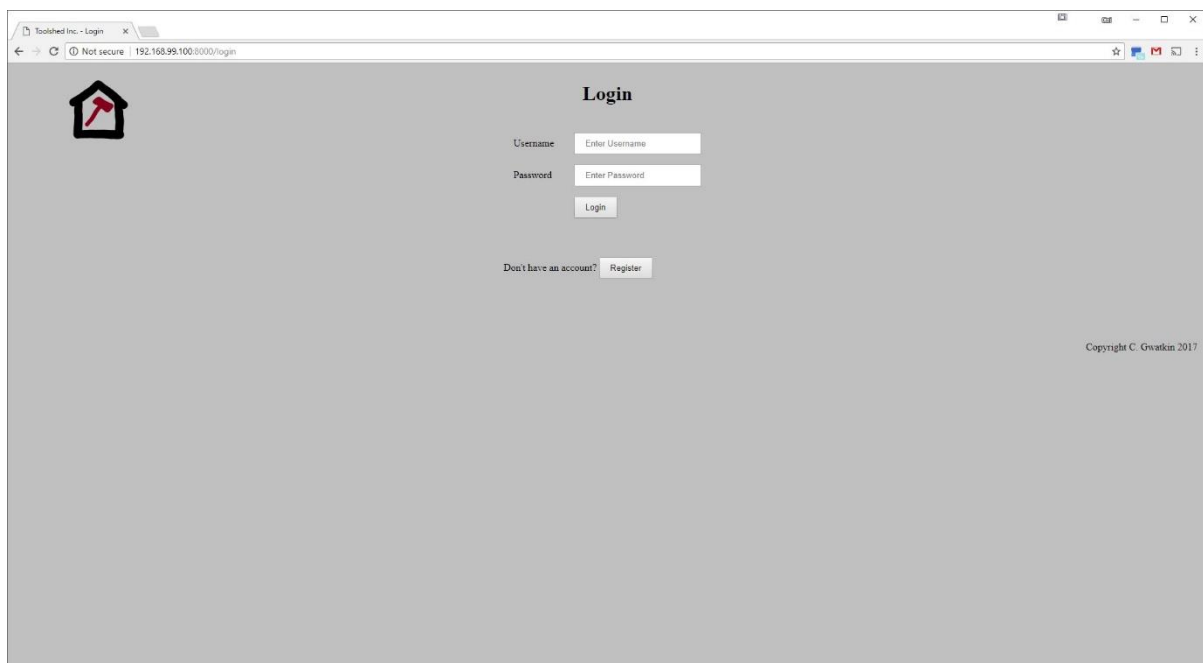 Toolshed Inc. - Login
Not secure | 192.168.99.100:8000/login
Login
Username Enter Username
Password Enter Password
Login
Don't have an account? Register
Copyright C. Gwatkin 2017